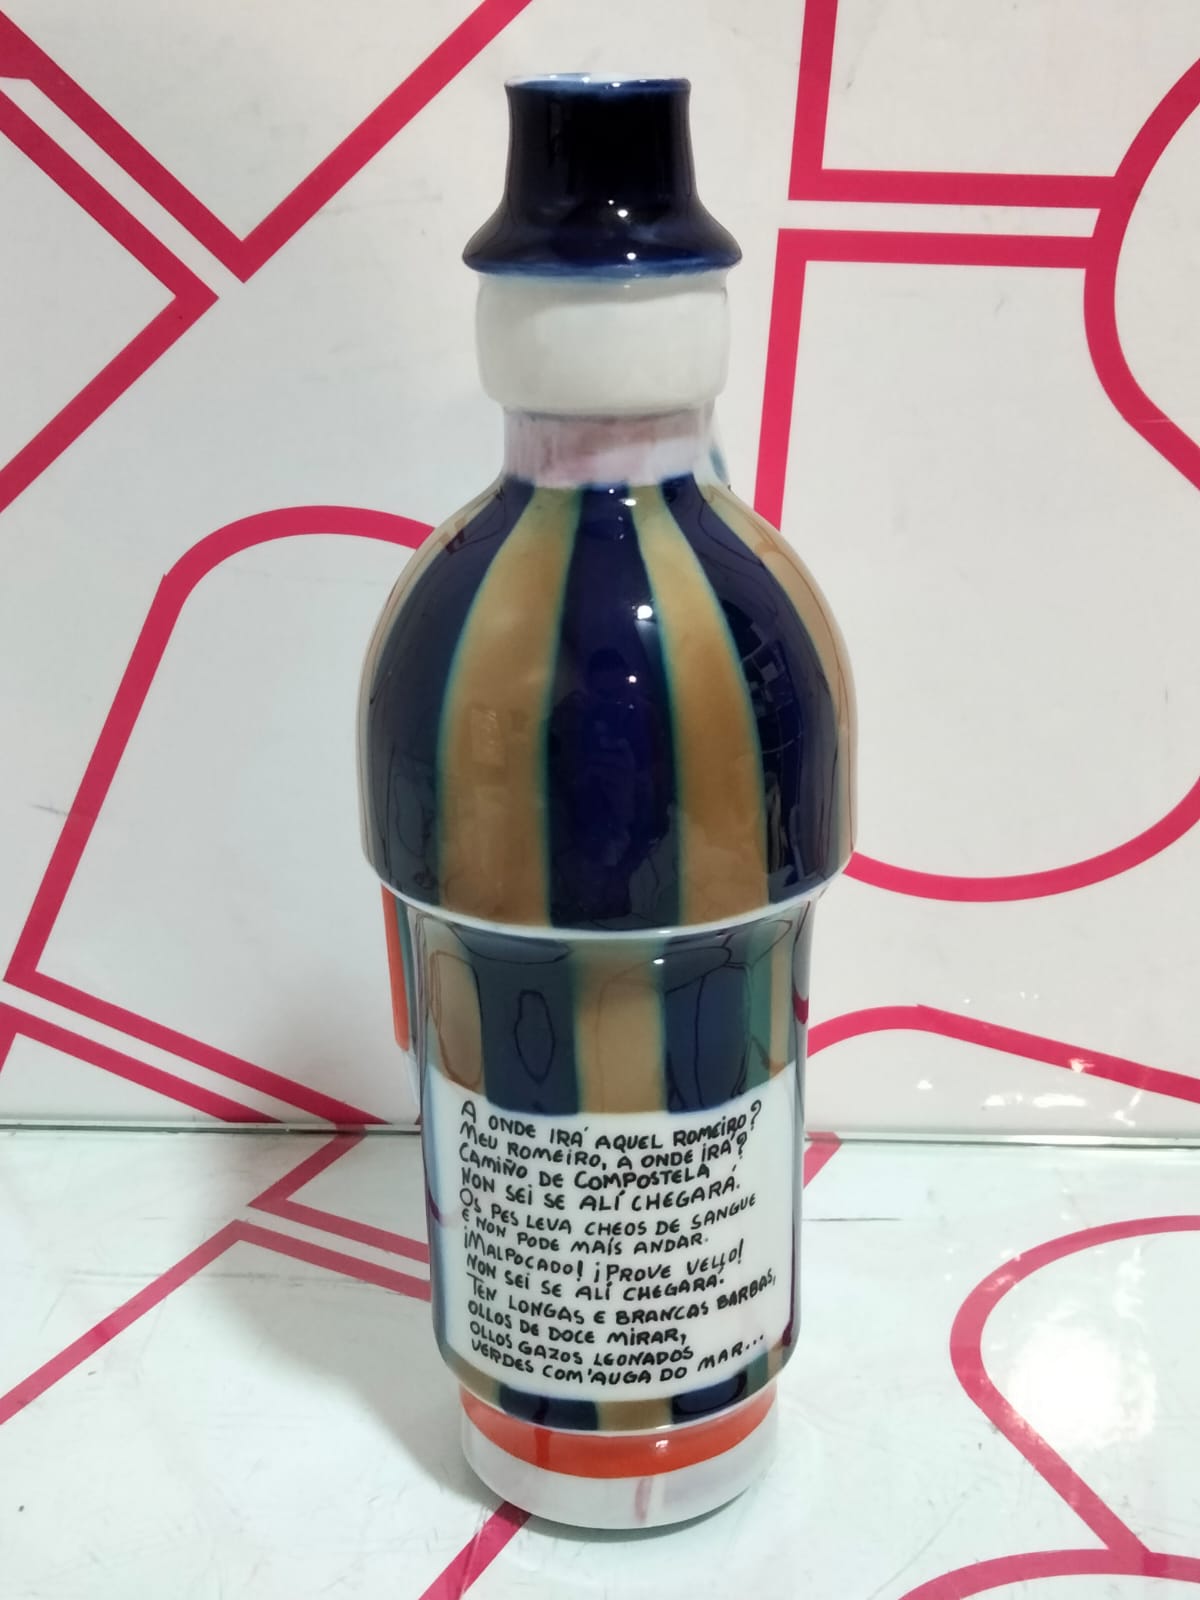 A ONDE IRÁ AQUEL ROMEIRO?
MEU ROMEIRO, A ONDE IRÁ?
CAMIÑO DE COMPOSTELA
NON SEI SE ALÍ CHEGARÁ.
OS PES LEVA CHEOS DE SANGUE
E NON PODE MAÍS ANDAR.
¡MALPOCADO! ¡PROVE VELLO!
NON SEI SE ALÍ CHEGARÁ.
TEN LONGAS E BRANCAS BARBAS,
OLLOS DE DOCE MIRAR,
OLLOS GAZOS LEONADOS
VERDES COM'AUGA DO MAR...